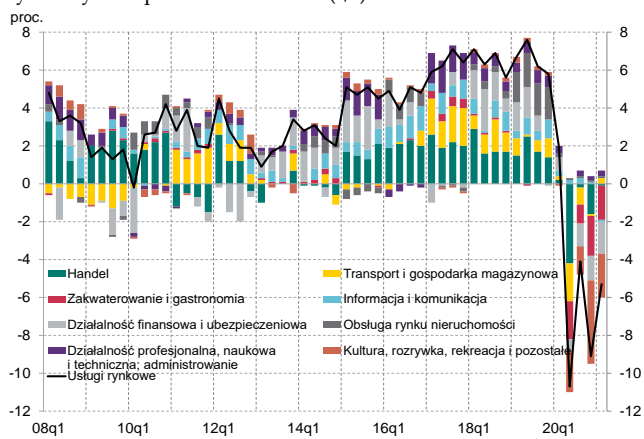 proc.
8 8
6 6
4 4
2 2
0 0
-2 -2
-4 -4
-6 -6
-8 -8
-10 -10
-12 -12
Handel
Transport i gospodarka magazynowa
Zakwaterowanie i gastronomia
Informacja i komunikacja
Działalność finansowa i ubezpieczeniowa
Obsługa rynku nieruchomości
Działalność profesjonalna, naukowa
i techniczna; administrowanie
Kultura, rozrywka, rekreacja i pozostałe
Usługi rynkowe
08q1 10q1 12q1 14q1 16q1 18q1 20q1